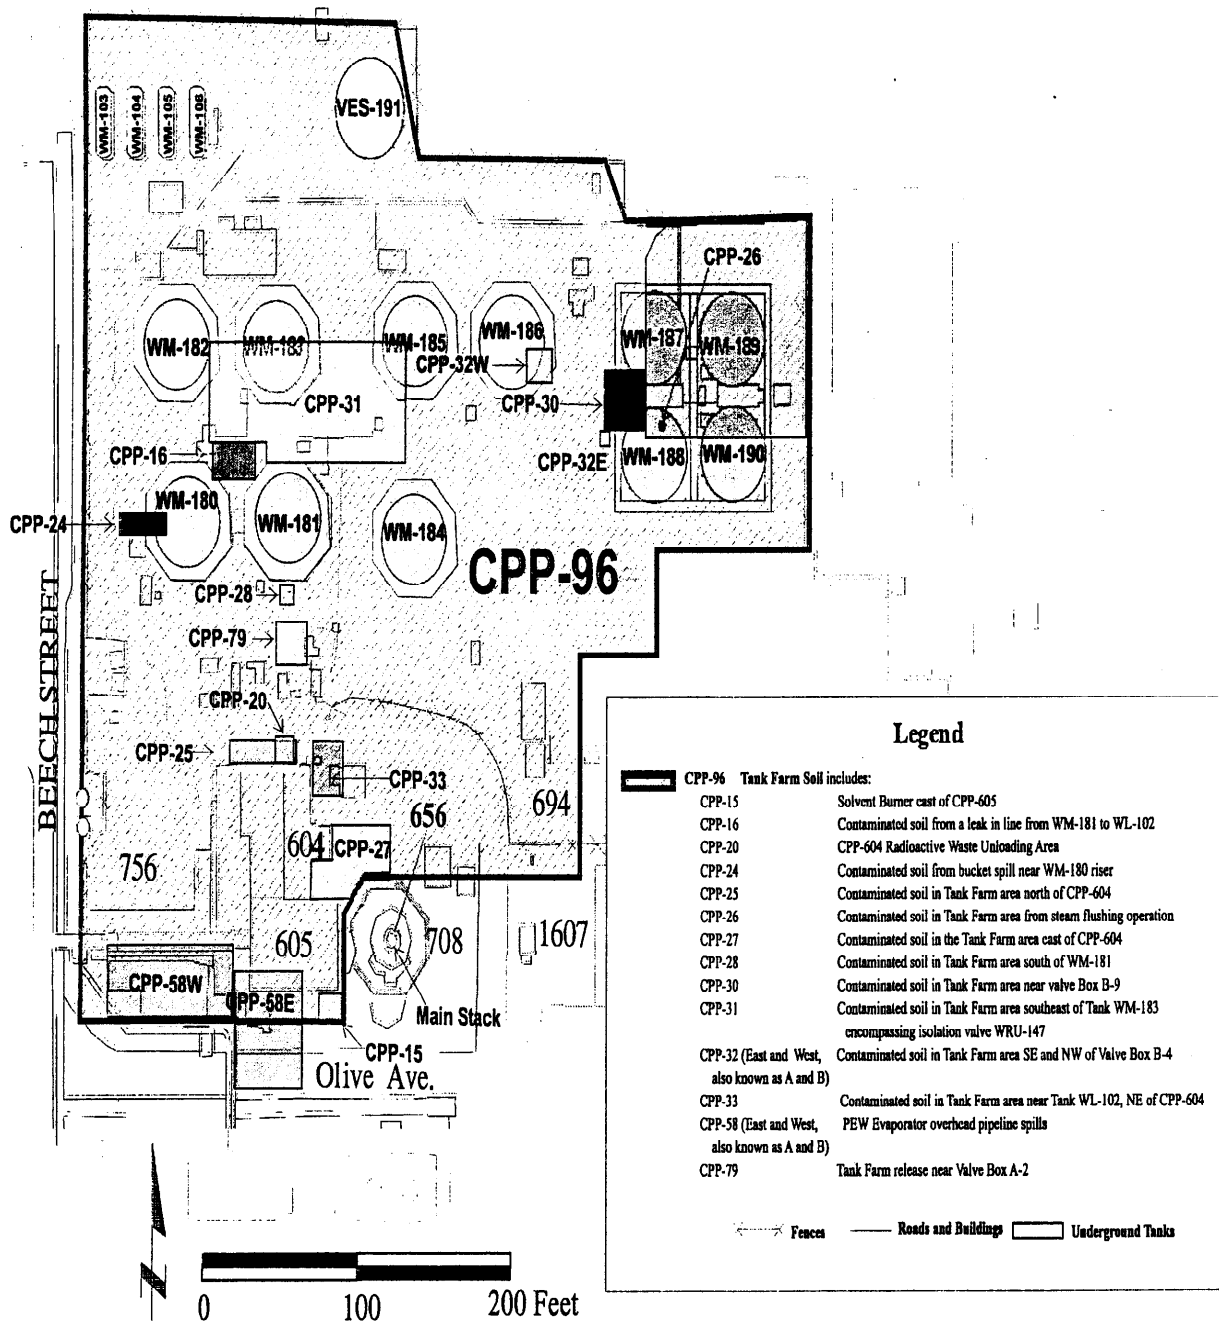 VES-191
WM-103
WM-104
WM-105
WM-106
CPP-26
WM-182
WM-183
WM-185
WM-186
WM-187
WM-189
CPP-32W
CPP-31
CPP-30
CPP-16
CPP-32E
WM-188
WM-190
WM-180
CPP-24
WM-181
WM-184
CPP-96
CPP-28
CPP-79
CPP-20
CPP-25
CPP-33
BEECHSTREET
694
656
604
CPP-27
756
605
708
1607
CPP-58W
CPP-58E
Main Stack
CPP-15
Olive Ave.
0
100
200 Feet
Legend
CPP-96 Tank Farm Soil includes:
CPP-15 Solvent Burner east of CPP-605
CPP-16 Contaminated soil from a leak in line from WM-181 to WL-102
CPP-20 CPP-604 Radioactive Waste Unloading Area
CPP-24 Contaminated soil from bucket spill near WM-180 riser
CPP-25 Contaminated soil in Tank Farm area north of CPP-604
CPP-26 Contaminated soil in Tank Farm area from steam flushing operation
CPP-27 Contaminated soil in the Tank Farm area east of CPP-604
CPP-28 Contaminated soil in Tank Farm area south of WM-181
CPP-30 Contaminated soil in Tank Farm area near valve Box B-9
CPP-31 Contaminated soil in Tank Farm area southeast of Tank WM-183
encompassing isolation valve WRU-147
CPP-32 (East and West, Contaminated soil in Tank Farm area SE and NW of Valve Box B-4
also known as A and B)
CPP-33 Contaminated soil in Tank Farm area near Tank WL-102, NE of CPP-604
CPP-58 (East and West, PEW Evaporator overhead pipeline spills
also known as A and B)
CPP-79 Tank Farm release near Valve Box A-2
Fences Roads and Buildings Underground Tanks